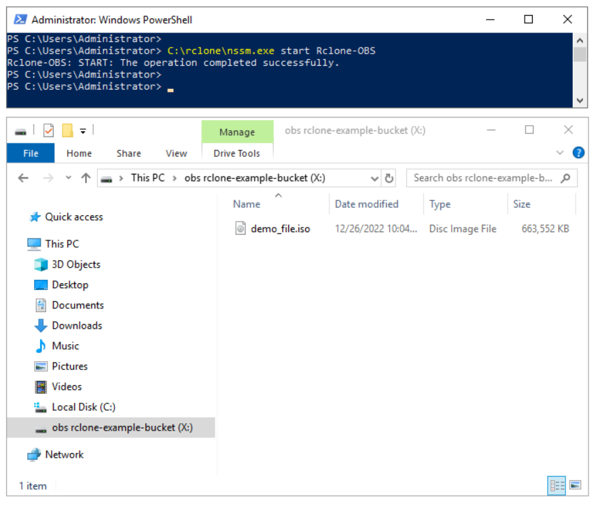 Administrator: Windows PowerShell
PS C:\Users\Administrator>
PS C:\Users\Administrator> C:\rclone\nssm.exe start Rclone-OBS
Rclone-OBS: START: The operation completed successfully.
PS C:\Users\Administrator>
PS C:\Users\Administrator>
Manage obs rclone-example-bucket (X:)
File Home Share View Drive Tools
This PC obs rclone-example-bucket (X:) Search obs rclone-example-b...
Name Date modified Type Size
demo_file.iso 12/26/2022 10:04... Disc Image File 663,552 KB
Quick access
This PC
3D Objects
Desktop
Documents
Downloads
Music
Pictures
Videos
Local Disk (C:)
obs rclone-example-bucket (X:)
Network
1 item